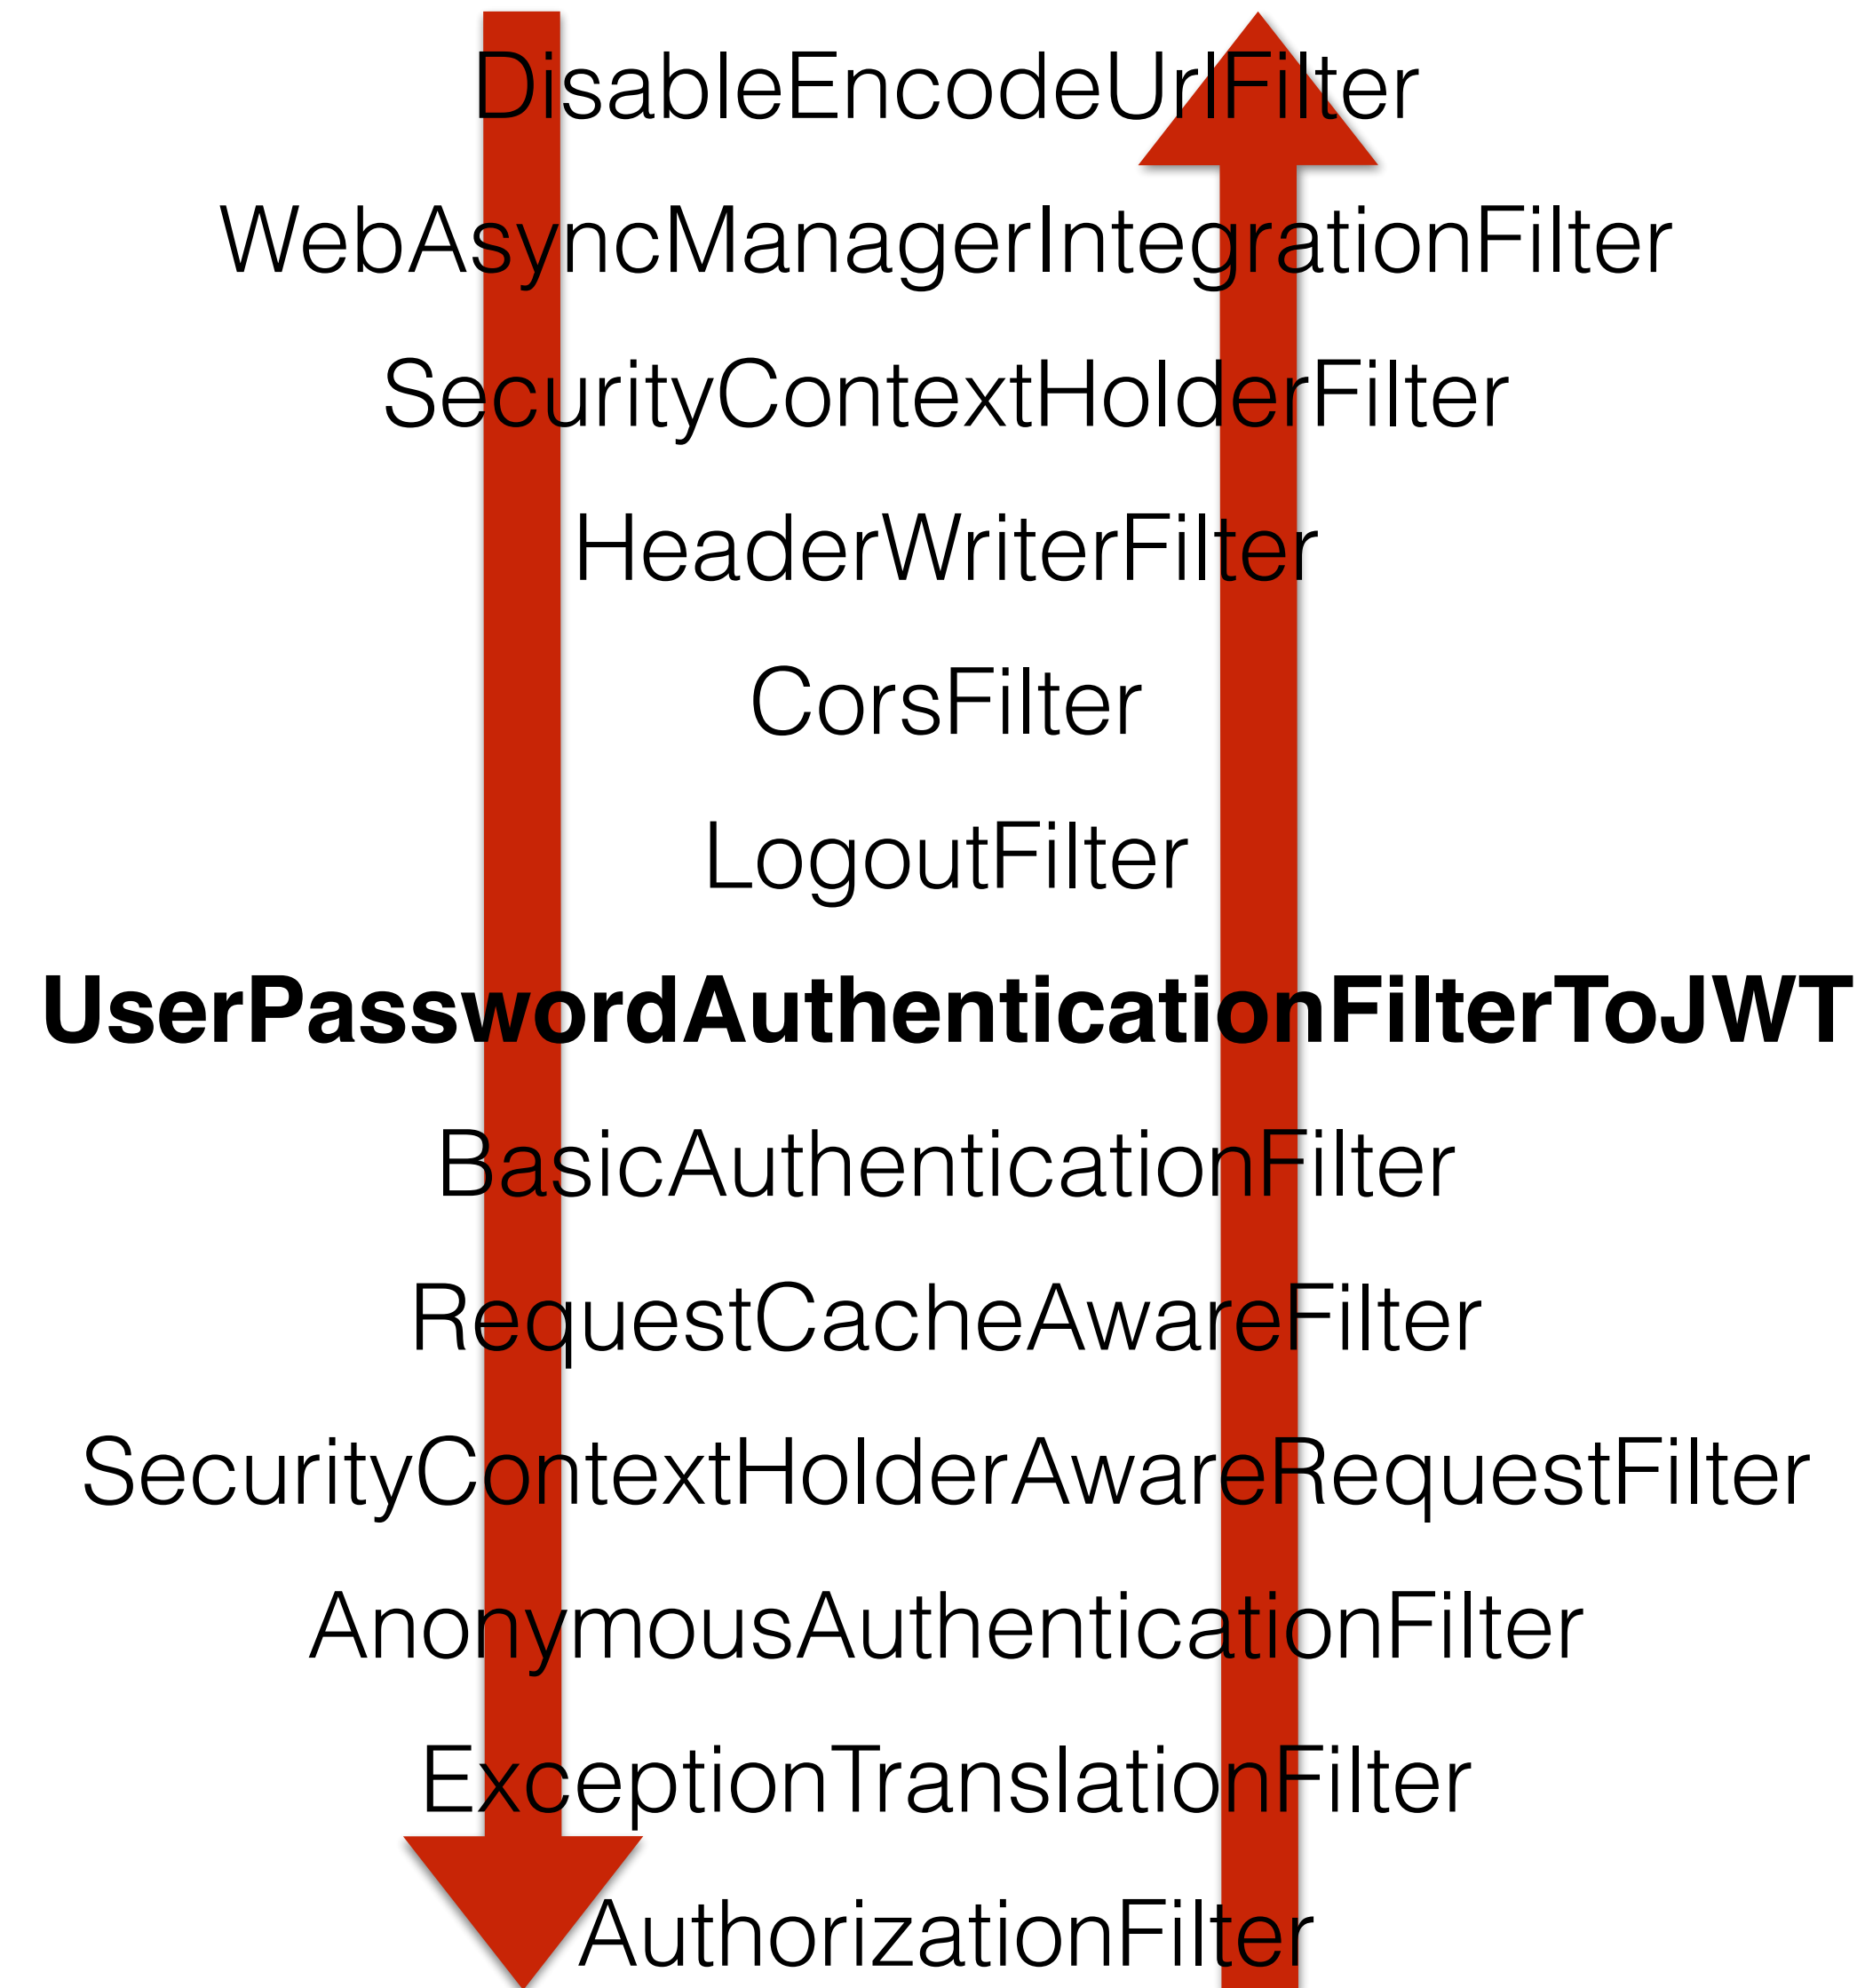 DisableEncodeUrlFilter
WebAsyncManagerIntegrationFilter
SecurityContextHolderFilter
HeaderWriterFilter
CorsFilter
LogoutFilter
UserPasswordAuthenticationFilterToJWT
BasicAuthenticationFilter
RequestCacheAwareFilter
SecurityContextHolderAwareRequestFilter
AnonymousAuthenticationFilter
ExceptionTranslationFilter
AuthorizationFilter